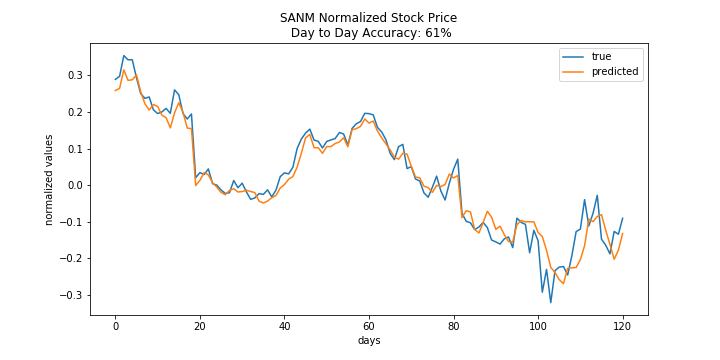 SANM Normalized Stock Price
Day to Day Accuracy: 61%
true
predicted
normalized values
0.3
0.2
0.1
0.0
−0.1
−0.2
−0.3
0
20
40
60
80
100
120
days